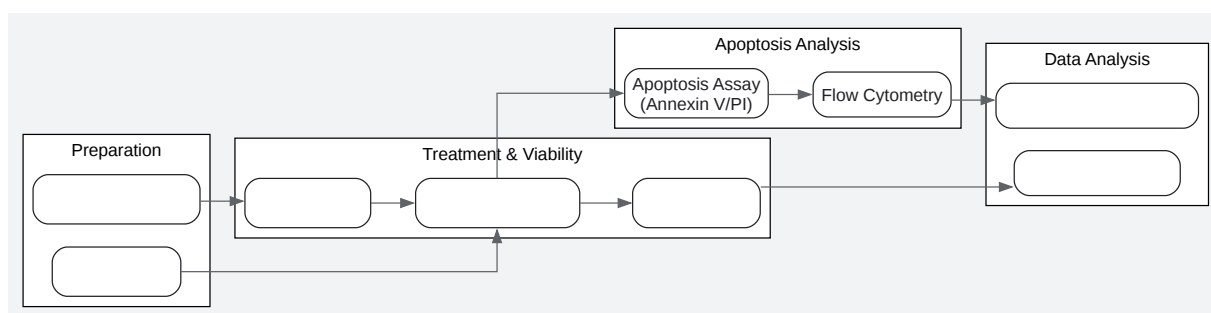 Apoptosis Analysis
Data Analysis
Apoptosis Assay
(Annexin V/PI)
Flow Cytometry
Preparation
Treatment & Viability